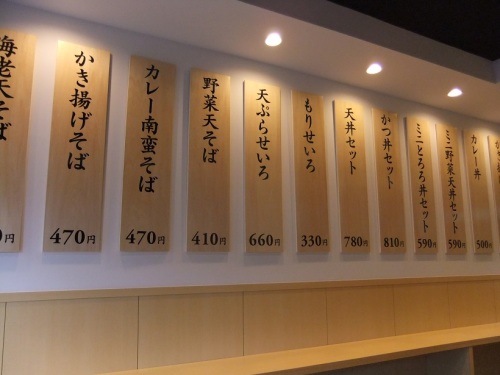 海老天そば
0円
かき揚げそば
470円
カレー南蛮そば
470円
野菜天そば
410円
天ぷらせいろ
660円
もりせいろ
330円
天丼セット
780円
かつ丼セット
810円
ミニとろろ丼セット
590円
ミニ野菜天丼セット
590円
カレー丼
500円